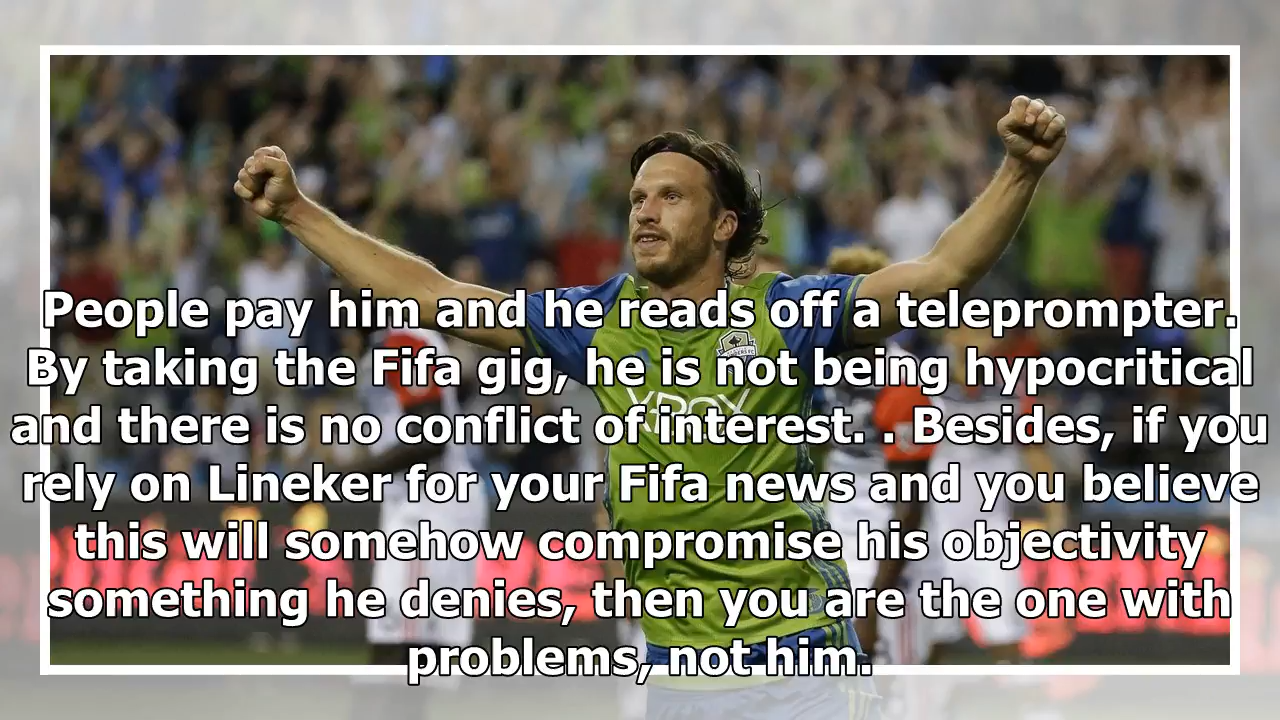 People pay him and he reads off a teleprompter.
By taking the Fifa gig, he is not being hypocritical
and there is no conflict of interest. . Besides, if you
rely on Lineker for your Fifa news and you believe
this will somehow compromise his objectivity
something he denies, then you are the one with
problems, not him.
XBOX